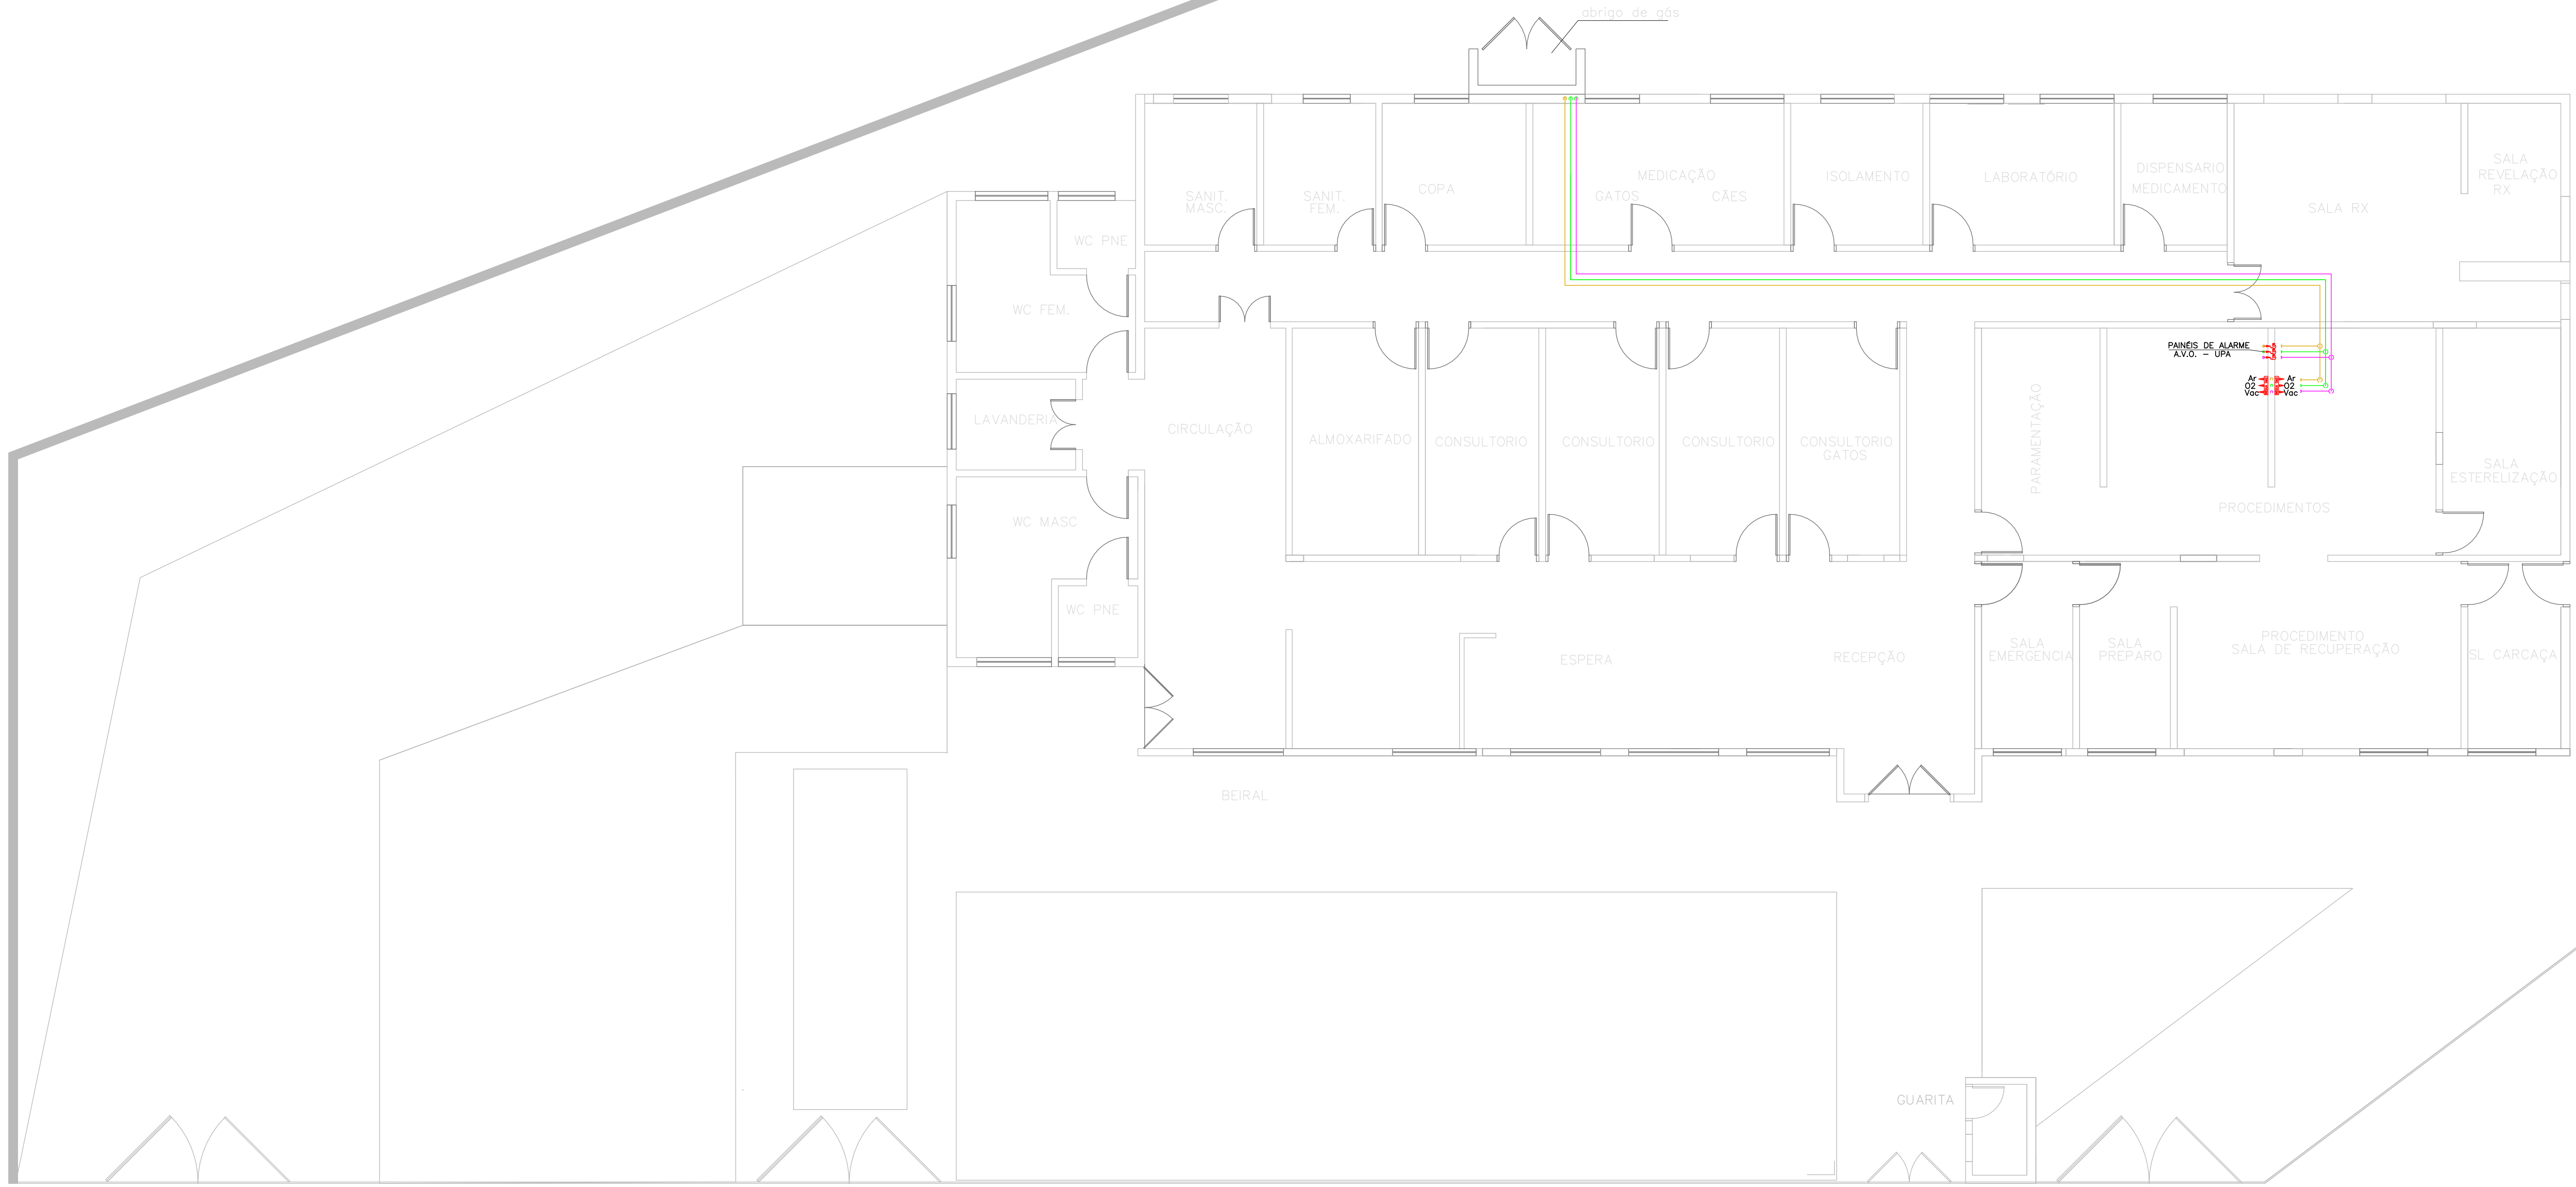 abrigo de gás
SANIT.
MASC.
SANIT.
FEM.
COPA
MEDICAÇÃO
GATOS
CÃES
ISOLAMENTO
LABORATÓRIO
DISPENSARIO
MEDICAMENTO
SALA RX
SALA
REVELAÇÃO
RX
WC PNE
WC FEM.
LAVANDERIA
WC MASC
WC PNE
CIRCULAÇÃO
ALMOXARIFADO
CONSULTORIO
CONSULTORIO
CONSULTORIO
CONSULTORIO
GATOS
PARAMENTAÇÃO
PAINÉIS DE ALARME
A.V.O. - UPA
Ar
O2
Vac
Ar
O2
Vac
PROCEDIMENTOS
SALA
ESTERELIZAÇÃO
ESPERA
RECEPÇÃO
SALA
EMERGENCIA
SALA
PREPARO
PROCEDIMENTO
SALA DE RECUPERAÇÃO
SL CARCAÇA
BEIRAL
GUARITA